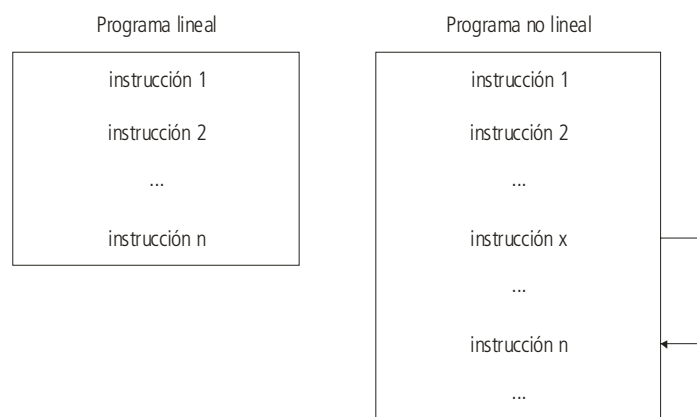 Programa lineal
instrucción 1
instrucción 2
...
instrucción n
Programa no lineal
instrucción 1
instrucción 2
...
instrucción x
...
instrucción n
...